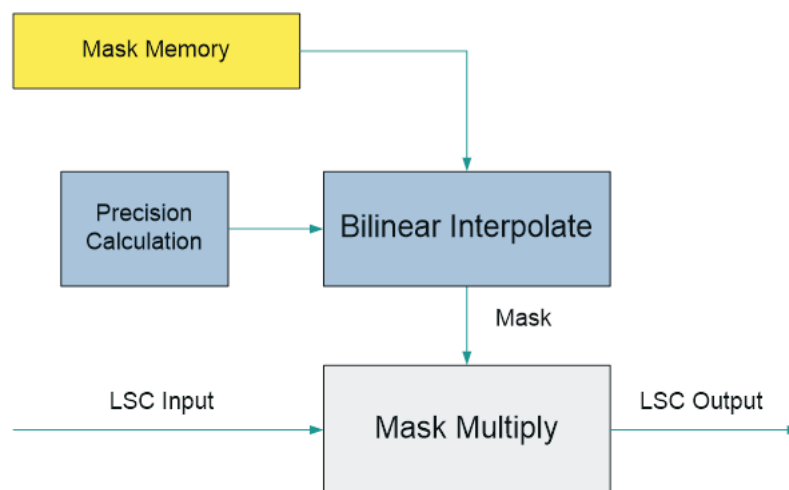 Mask Memory
Precision
Calculation
Bilinear Interpolate
Mask
LSC Input
Mask Multiply
LSC Output